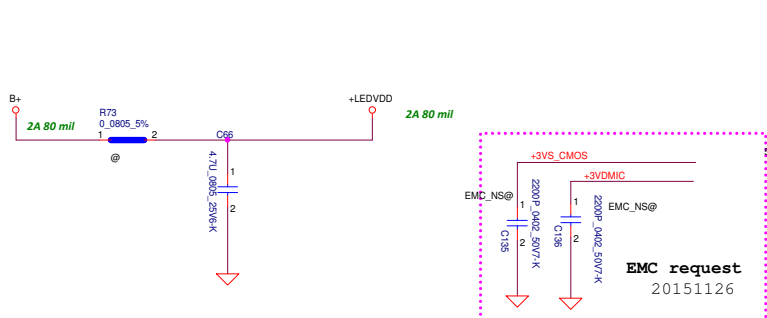 B+
2A 80 mil
R73
0_0805_5%
1
2
@
C66
4.7U_0805_25V6-K
1
2
+LEDVDD
2A 80 mil
+3VS_CMOS
+3VDMIC
EMC_NS@
1
2
C135
2200P_0402_50V7-K
1
2
C136
2200P_0402_50V7-K
EMC_NS@
EMC request
20151126